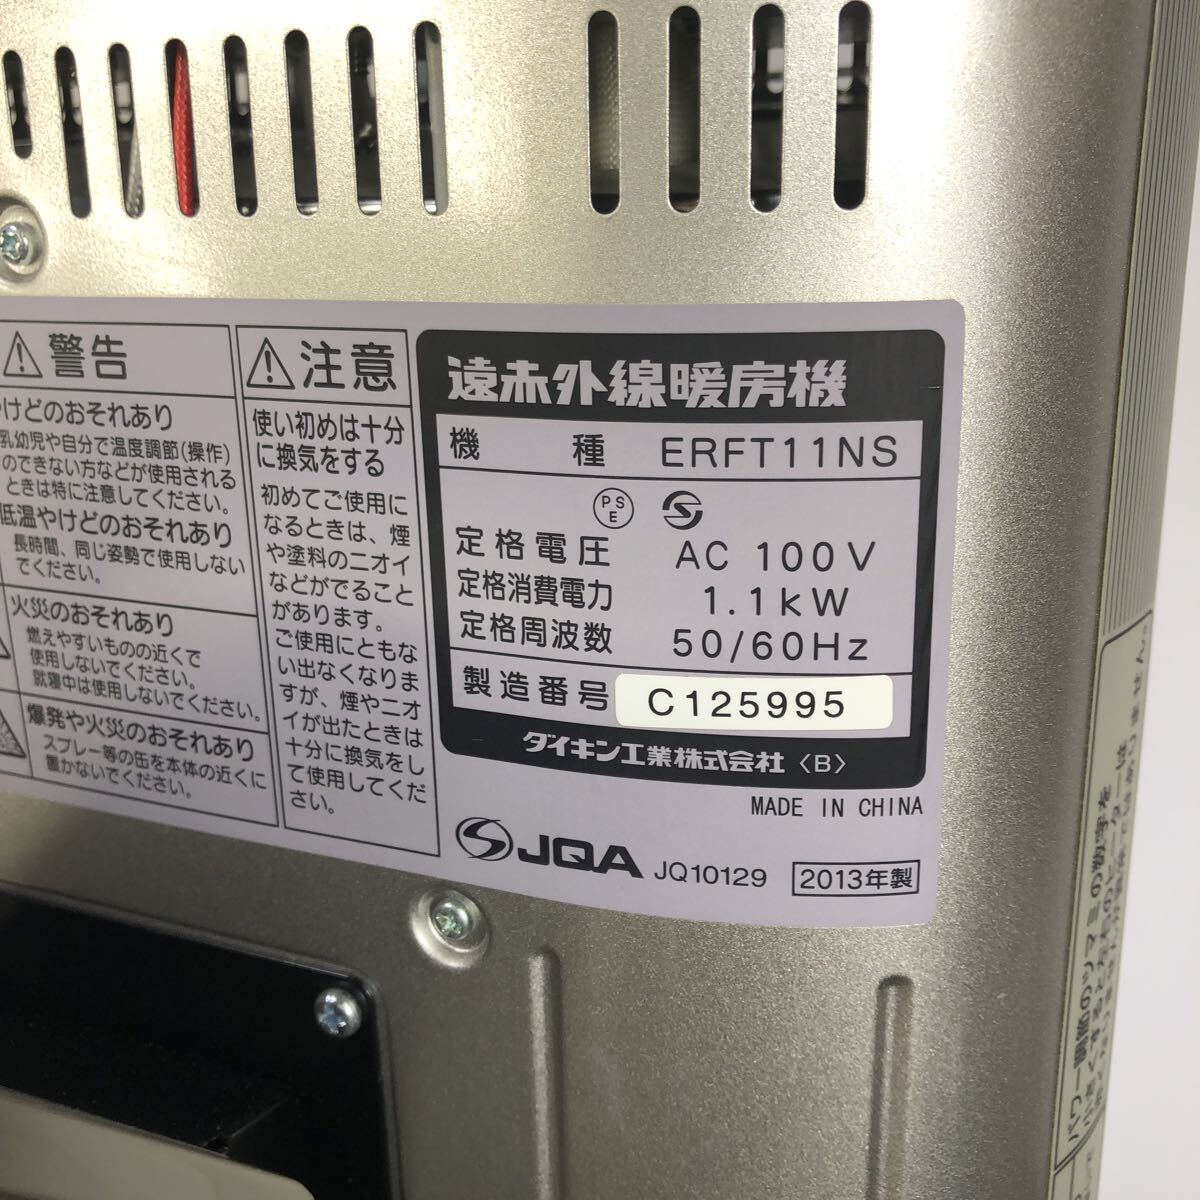 警告
やけどのおそれあり
乳幼児や自分で温度調節(操作)
のできない方などが使用される
ときは特に注意してください。
低温やけどのおそれあり
長時間、同じ姿勢で使用しない
でください。
火災のおそれあり
燃えやすいものの近くで
使用しないでください。
就寝中は使用しないでください。
爆発や火災のおそれあり
スプレー等の缶を本体の近くに
置かないでください。
注意
使い初めは十分
に換気をする
初めてご使用に
なるときは、煙
や塗料のニオイ
などがでること
があります。
ご使用にともな
い出なくなりま
すが、煙やニオ
イが出たときは
十分に換気をし
て使用してくだ
さい。
遠赤外線暖房機
機種 ERFT11NS
PS
E
定格電圧 AC 100V
定格消費電力 1.1kW
定格周波数 50/60Hz
製造番号 C125995
ダイキン工業株式会社〈B〉
MADE IN CHINA
JQA JQ10129 2013年製
パワー調節のツマミの数字を